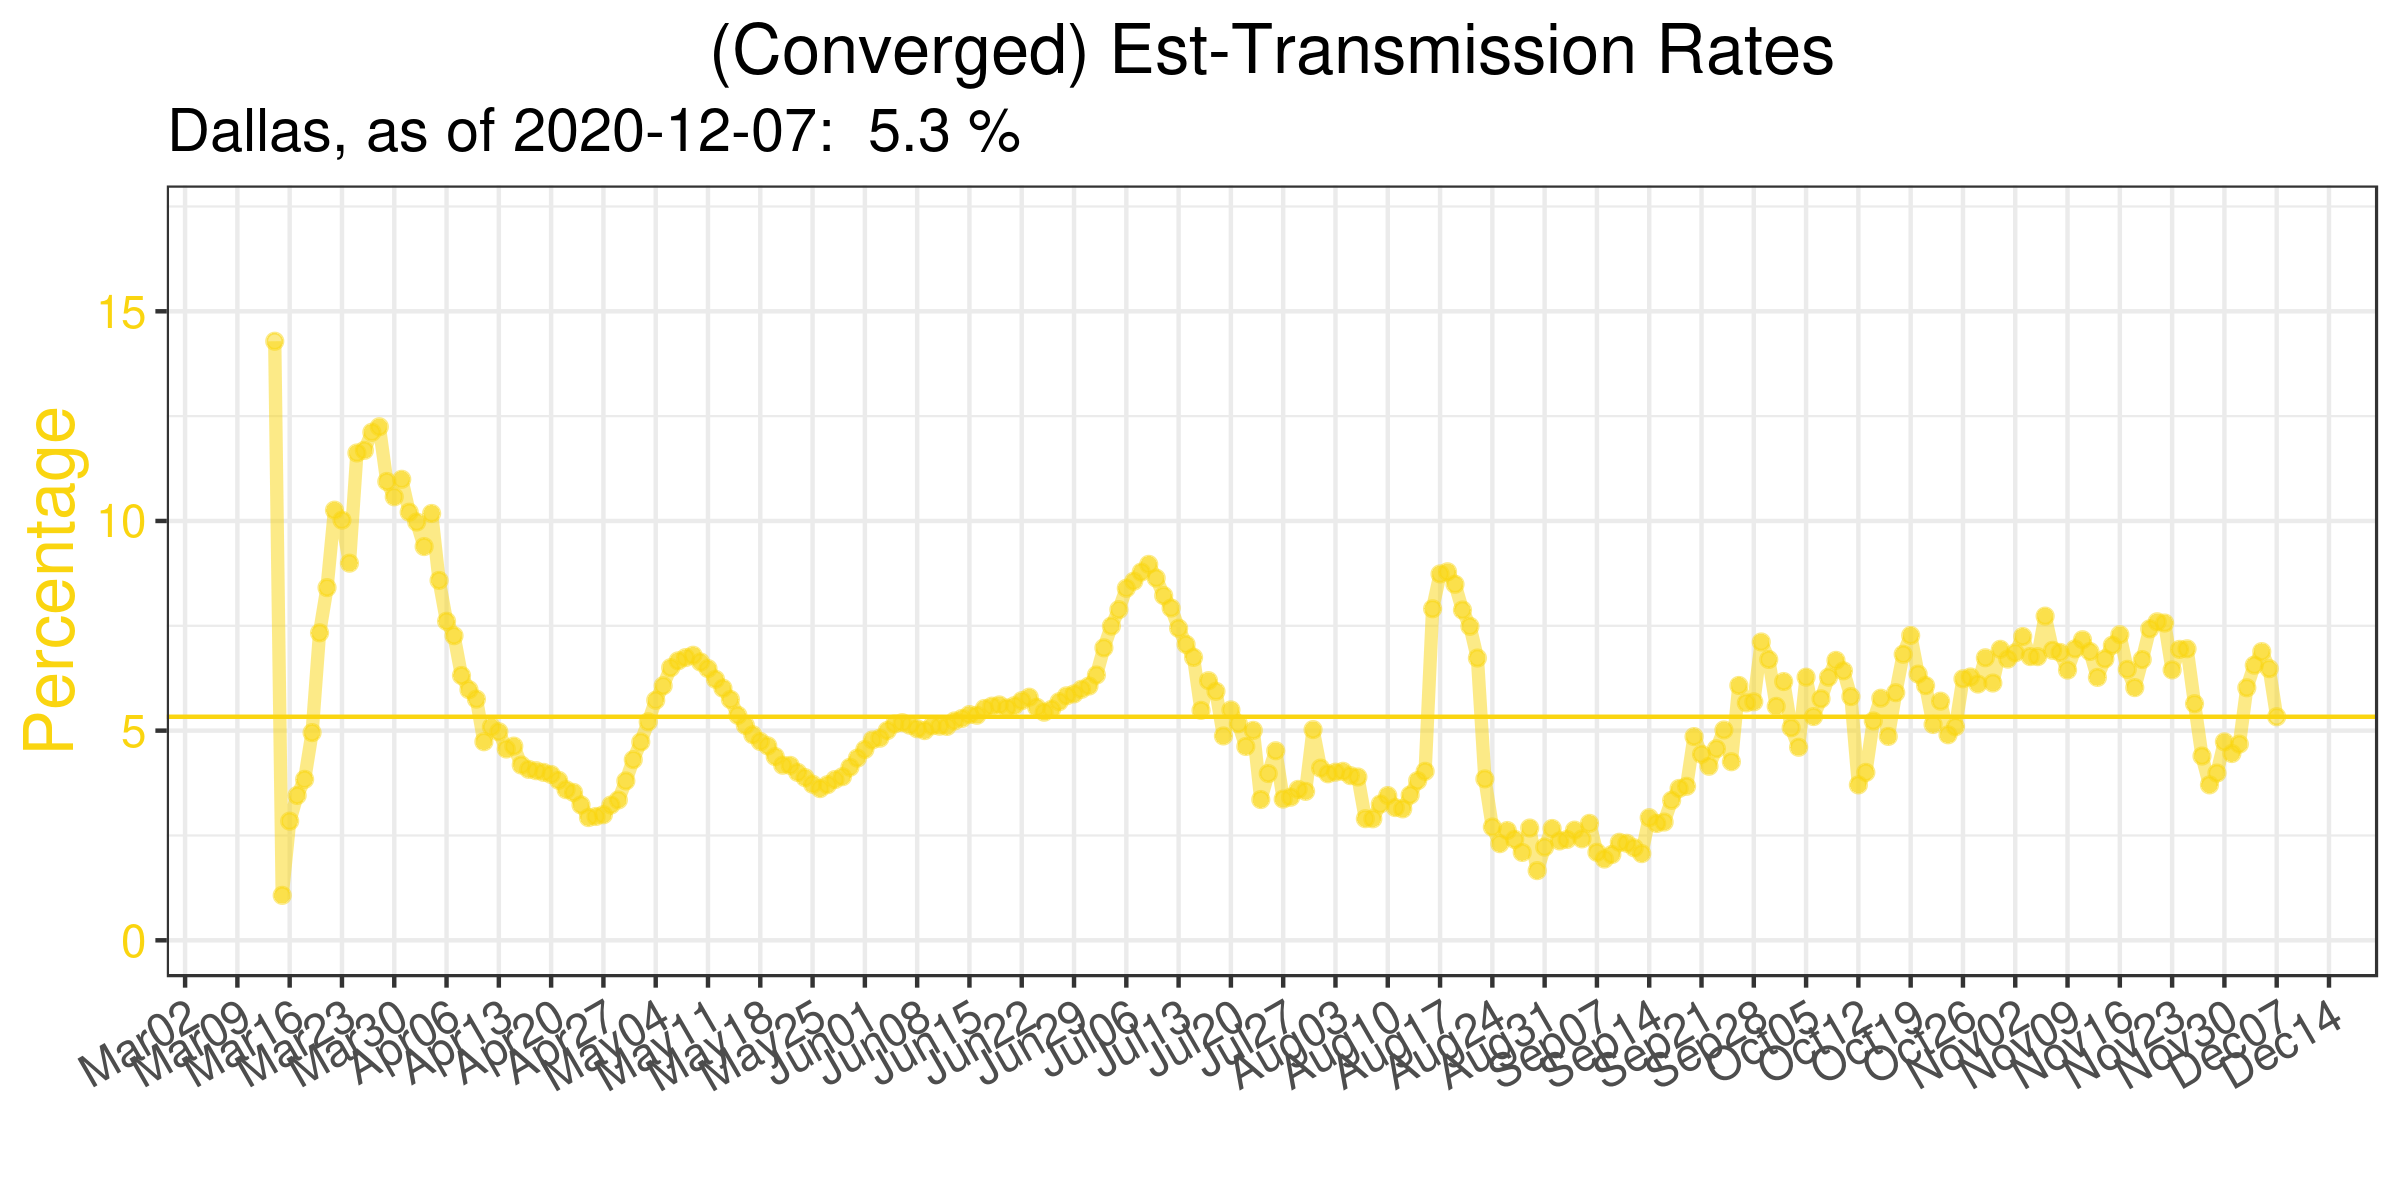 (Converged) Est-Transmission Rates
Dallas, as of 2020-12-07:  5.3 %
Percentage
15
10
5
0
Mar02
Mar09
Mar16
Mar23
Mar30
Apr06
Apr13
Apr20
Apr27
May04
May11
May18
May25
Jun01
Jun08
Jun15
Jun22
Jun29
Jul06
Jul13
Jul20
Jul27
Aug03
Aug10
Aug17
Aug24
Aug31
Sep07
Sep14
Sep21
Sep28
Oct05
Oct12
Oct19
Oct26
Nov02
Nov09
Nov16
Nov23
Nov30
Dec07
Dec14